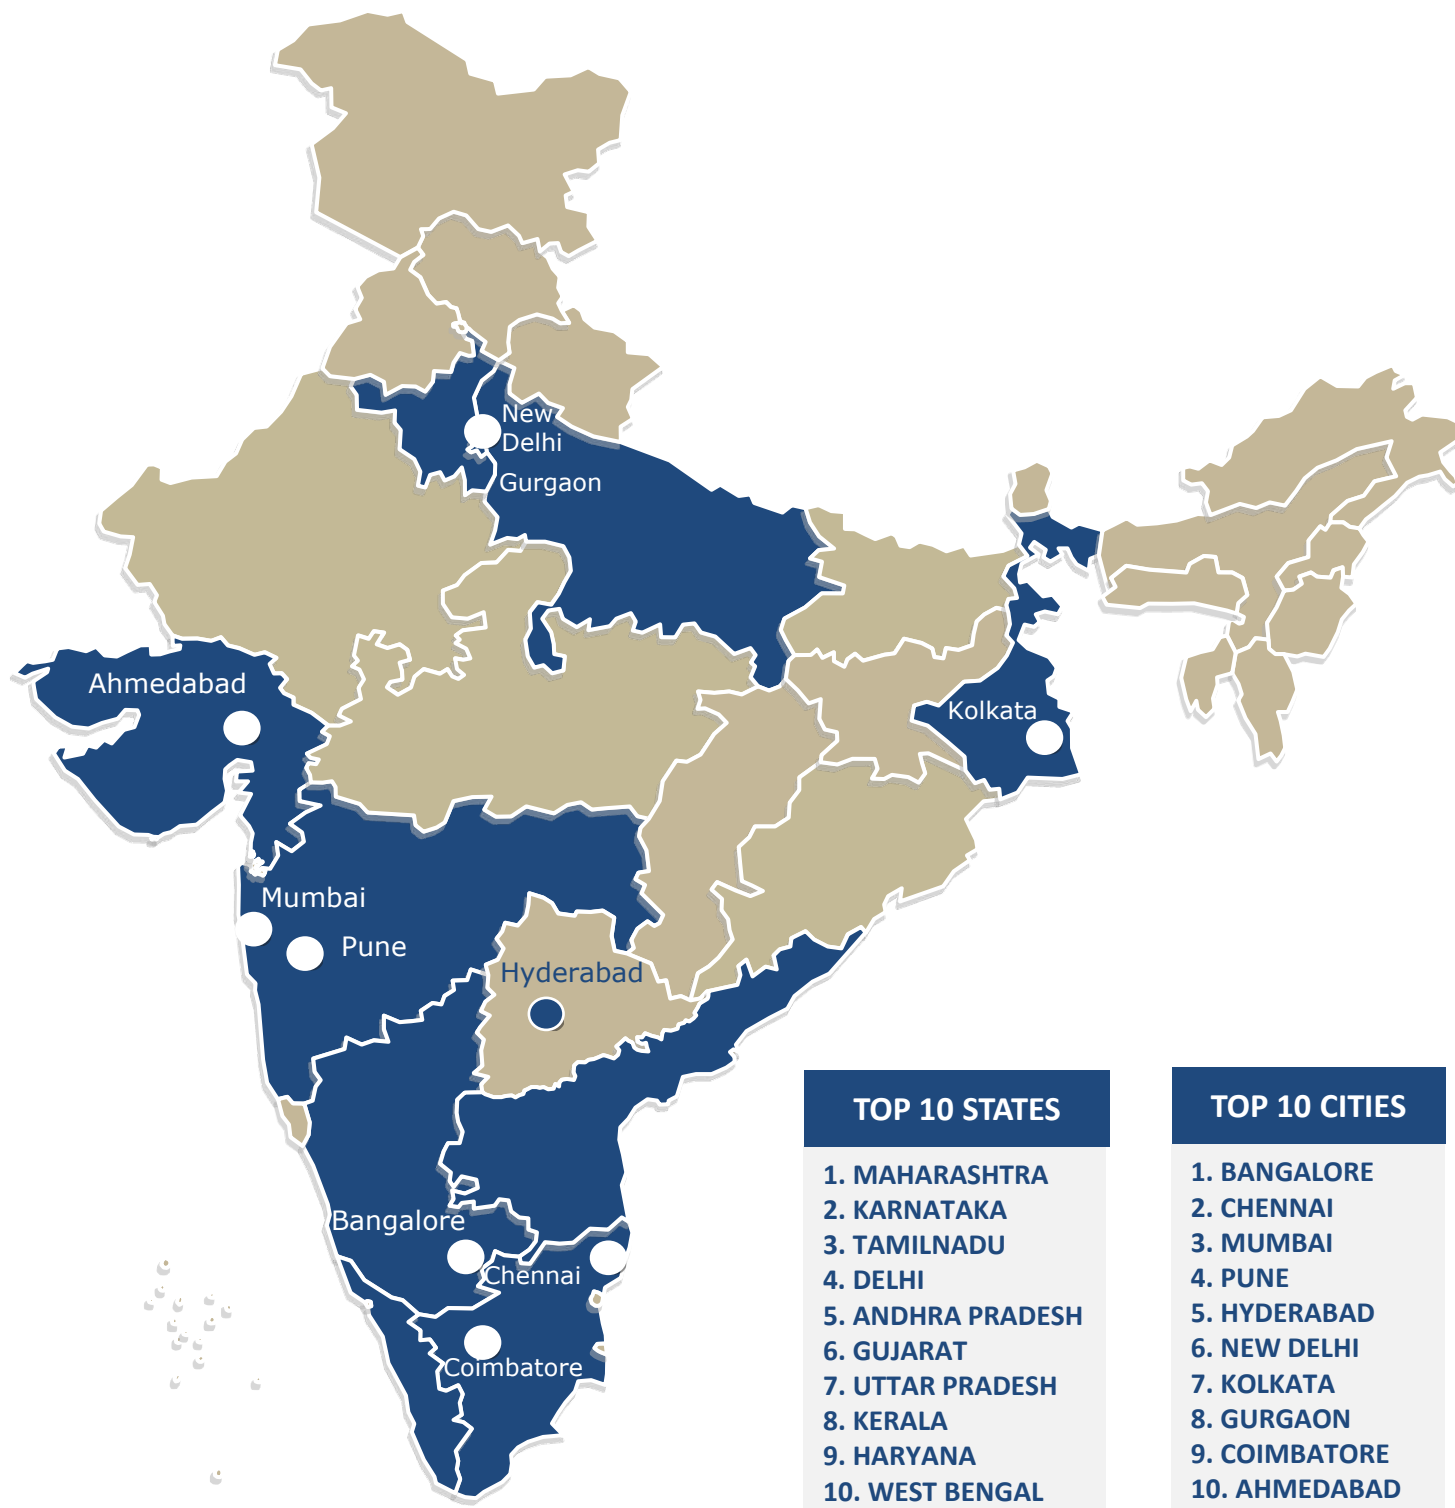 New
Delhi
Gurgaon
Ahmedabad
Kolkata
Mumbai
Pune
Hyderabad
Bangalore
Chennai
Coimbatore
TOP 10 STATES
1. MAHARASHTRA
2. KARNATAKA
3. TAMILNADU
4. DELHI
5. ANDHRA PRADESH
6. GUJARAT
7. UTTAR PRADESH
8. KERALA
9. HARYANA
10. WEST BENGAL
TOP 10 CITIES
1. BANGALORE
2. CHENNAI
3. MUMBAI
4. PUNE
5. HYDERABAD
6. NEW DELHI
7. KOLKATA
8. GURGAON
9. COIMBATORE
10. AHMEDABAD